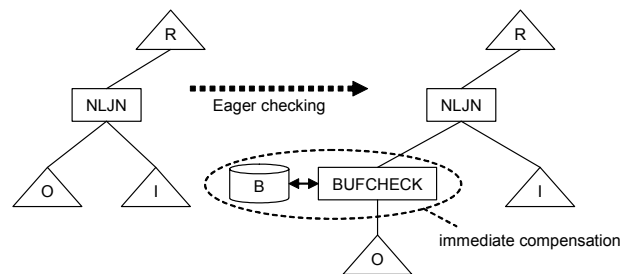 R
R
NLJN
Eager checking
NLJN
O
I
B
BUFCHECK
I
immediate compensation
O